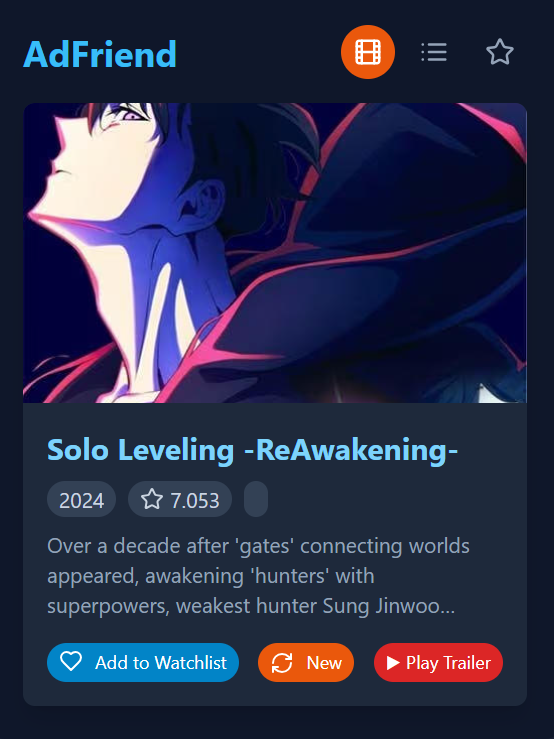 AdFriend
Solo Leveling -ReAwakening-
2024
7.053
Over a decade after 'gates' connecting worlds
appeared, awakening 'hunters' with
superpowers, weakest hunter Sung Jinwoo...
Add to Watchlist
New
Play Trailer